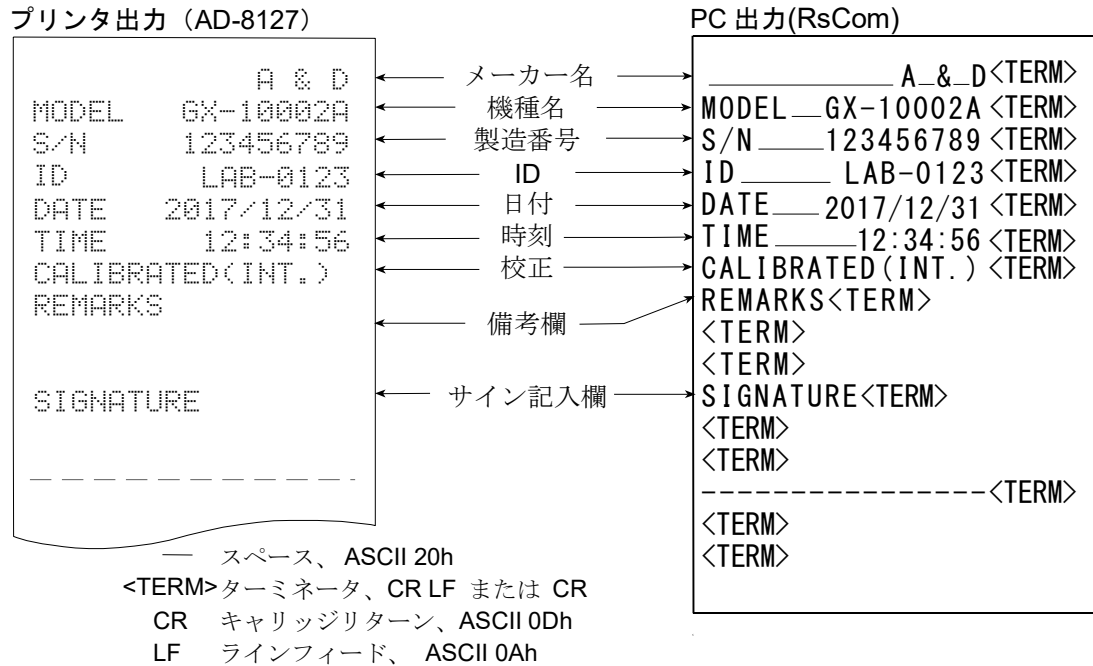 プリンタ出力（AD-8127）
A & D
MODEL GX-10002A
S/N 123456789
ID LAB-0123
DATE 2017/12/31
TIME 12:34:56
CALIBRATED(INT.)
REMARKS
SIGNATURE
メーカー名
機種名
製造番号
ID
日付
時刻
校正
備考欄
サイン記入欄
PC 出力(RsCom)
A_&_D<TERM>
MODEL__GX-10002A<TERM>
S/N____123456789<TERM>
ID______LAB-0123<TERM>
DATE__2017/12/31<TERM>
TIME____12:34:56<TERM>
CALIBRATED(INT.)<TERM>
REMARKS<TERM>
<TERM>
<TERM>
SIGNATURE<TERM>
<TERM>
<TERM>
----------------<TERM>
<TERM>
<TERM>
― スペース、 ASCII 20h
<TERM>ターミネータ、CR LF または CR
CR キャリッジリターン、ASCII 0Dh
LF ラインフィード、 ASCII 0Ah